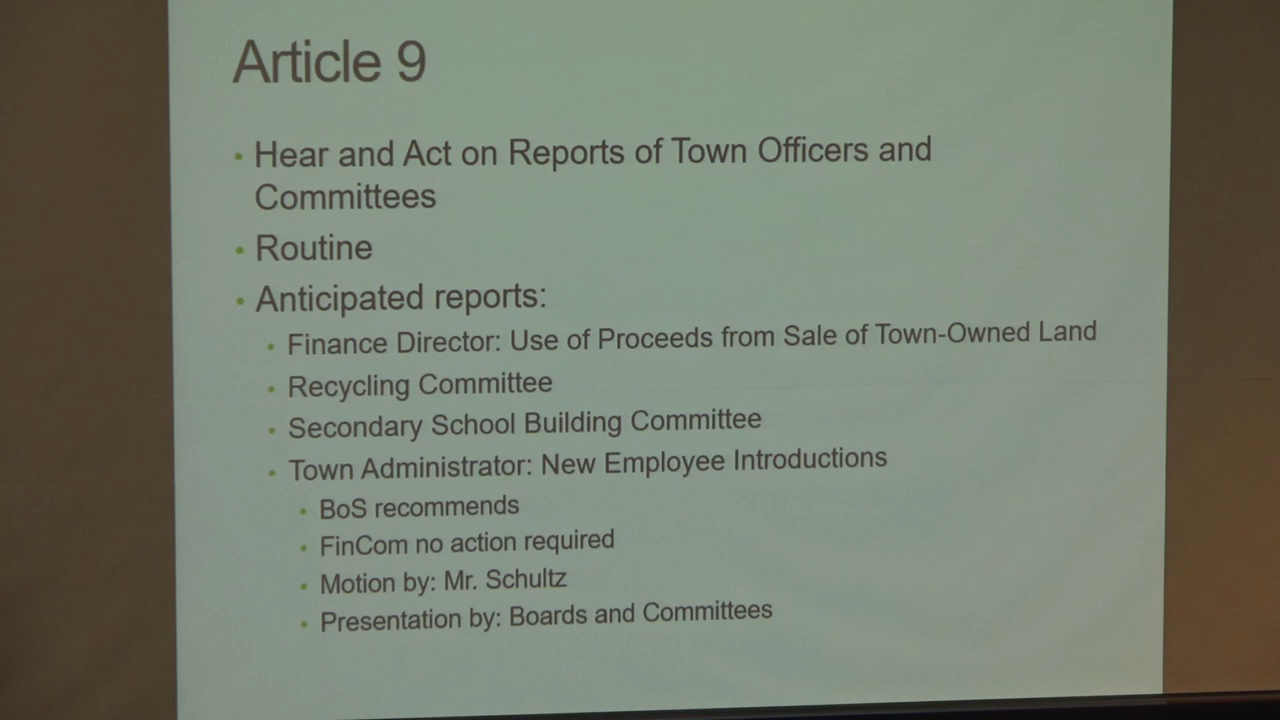 Article 9
• Hear and Act on Reports of Town Officers and
Committees
• Routine
• Anticipated reports:
• Finance Director: Use of Proceeds from Sale of Town-Owned Land
• Recycling Committee
• Secondary School Building Committee
• Town Administrator: New Employee Introductions
• BoS recommends
• FinCom no action required
• Motion by: Mr. Schultz
• Presentation by: Boards and Committees